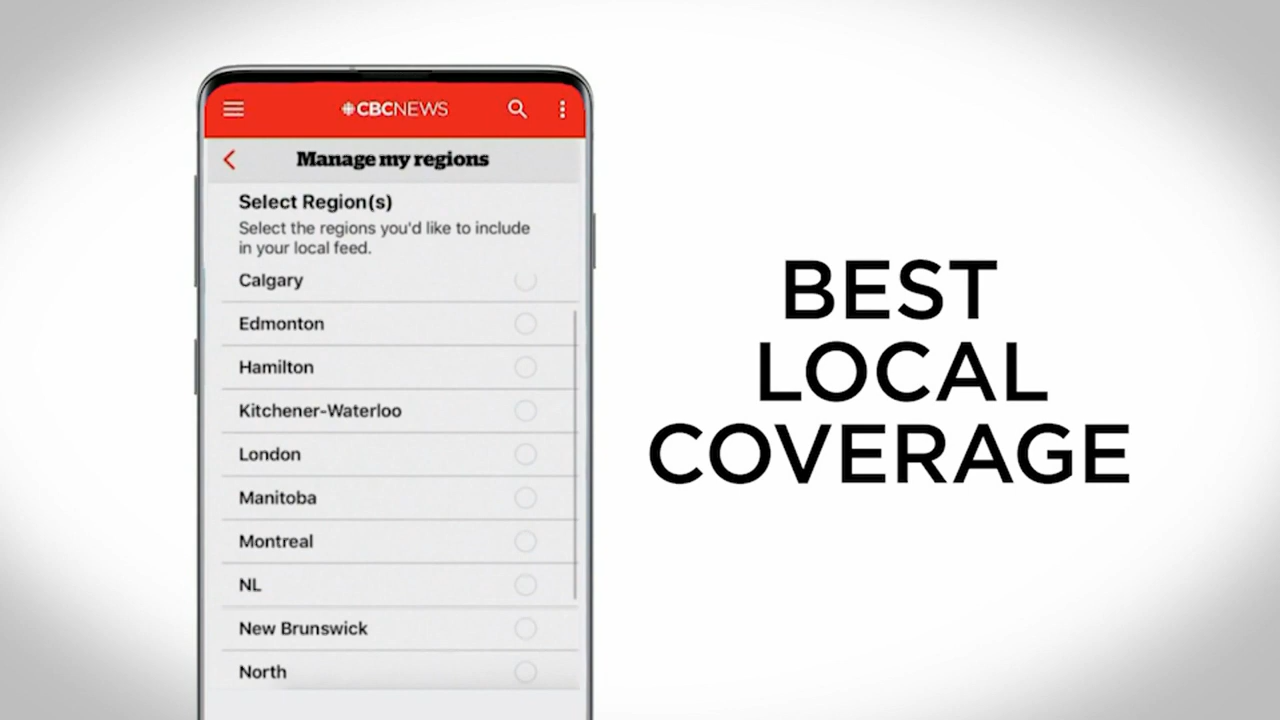 CBCNEWS
Manage my regions
Select Region(s)
Select the regions you'd like to include
in your local feed.
Calgary
Edmonton
Hamilton
Kitchener-Waterloo
London
Manitoba
Montreal
NL
New Brunswick
North
BEST
LOCAL
COVERAGE